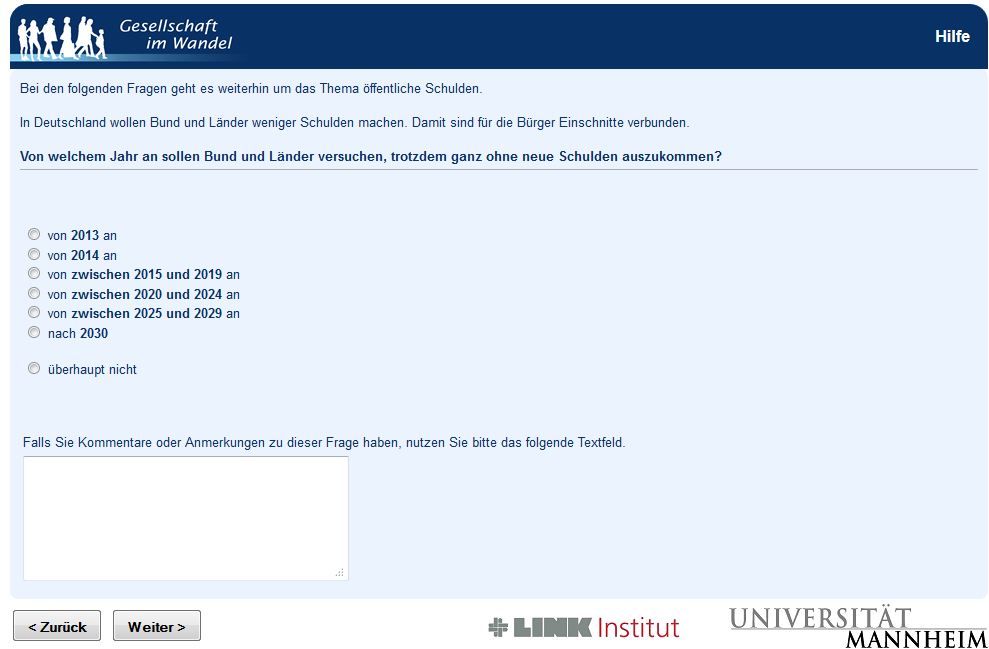 Gesellschaft
im Wandel
Hilfe
Bei den folgenden Fragen geht es weiterhin um das Thema öffentliche Schulden.
In Deutschland wollen Bund und Länder weniger Schulden machen. Damit sind für die Bürger Einschnitte verbunden.
Von welchem Jahr an sollen Bund und Länder versuchen, trotzdem ganz ohne neue Schulden auszukommen?
von 2013 an
von 2014 an
von zwischen 2015 und 2019 an
von zwischen 2020 und 2024 an
von zwischen 2025 und 2029 an
nach 2030
überhaupt nicht
Falls Sie Kommentare oder Anmerkungen zu dieser Frage haben, nutzen Sie bitte das folgende Textfeld.
< Zurück
Weiter >
LINK Institut
UNIVERSITÄT
MANNHEIM